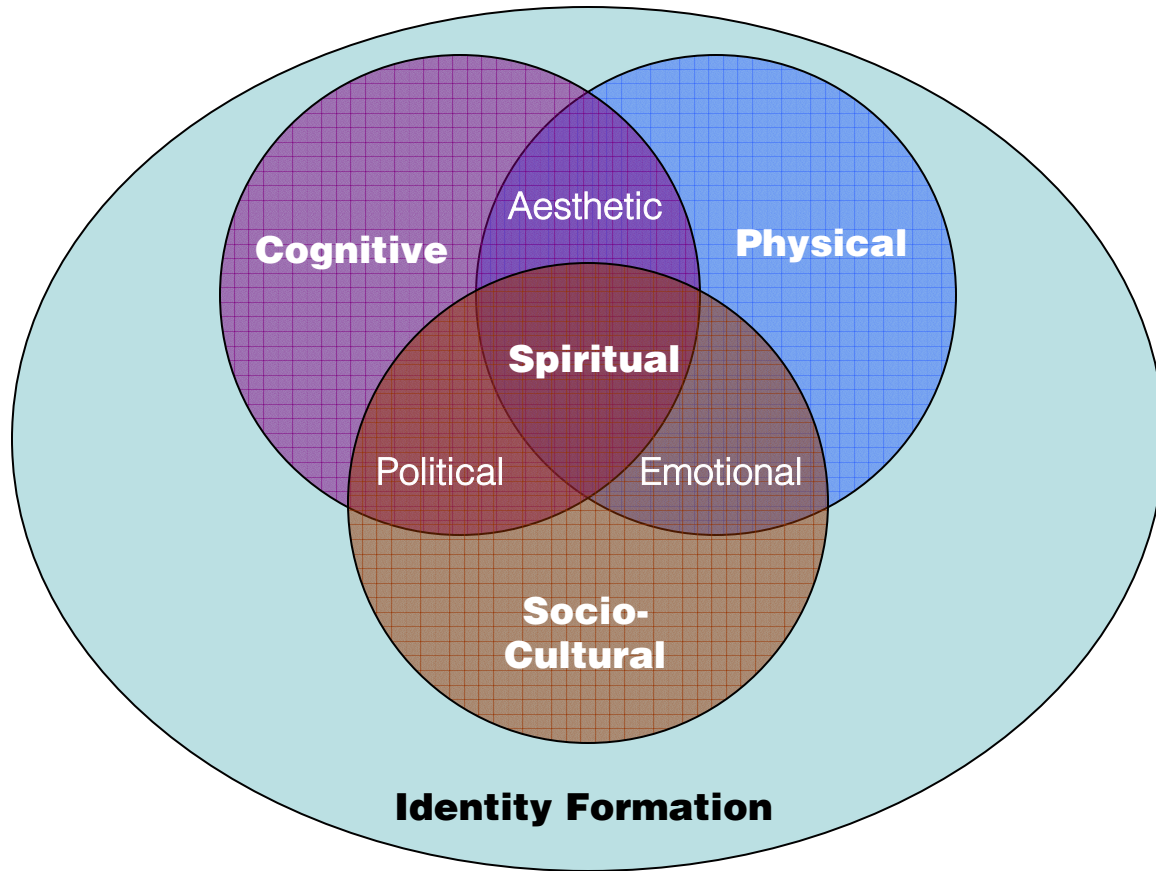 Aesthetic
Cognitive
Physical
Spiritual
Political
Emotional
Socio-
Cultural
Identity Formation